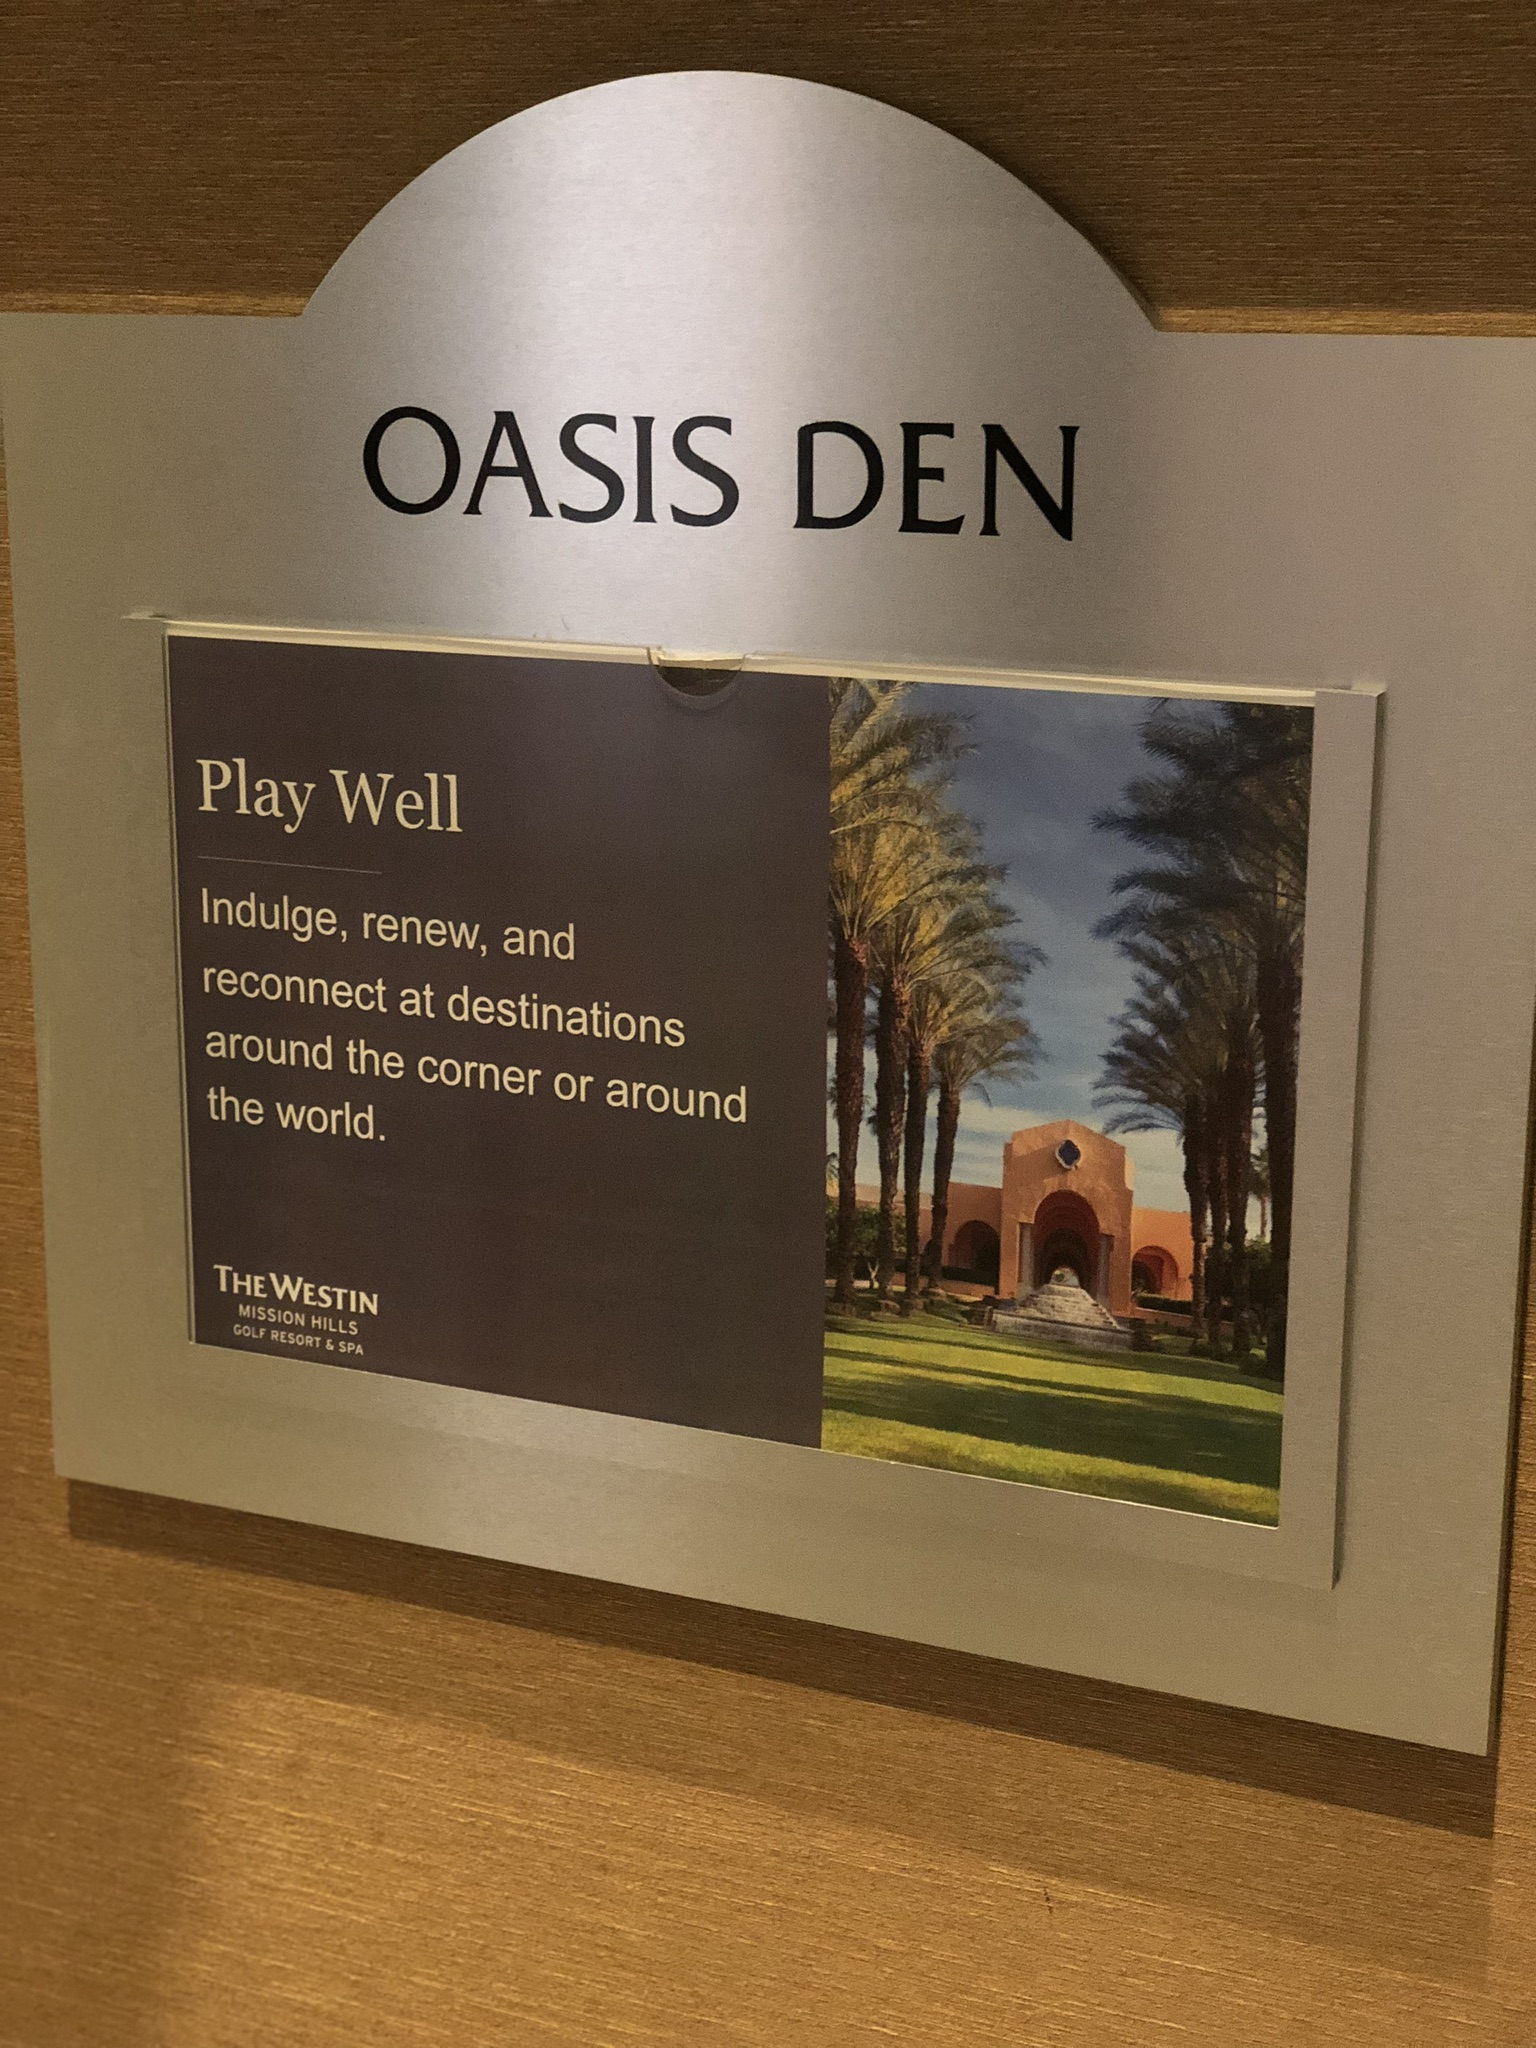 OASIS DEN
Play Well
Indulge, renew, and
reconnect at destinations
around the corner or around
the world.
THE WESTIN
MISSION HILLS
GOLF RESORT & SPA